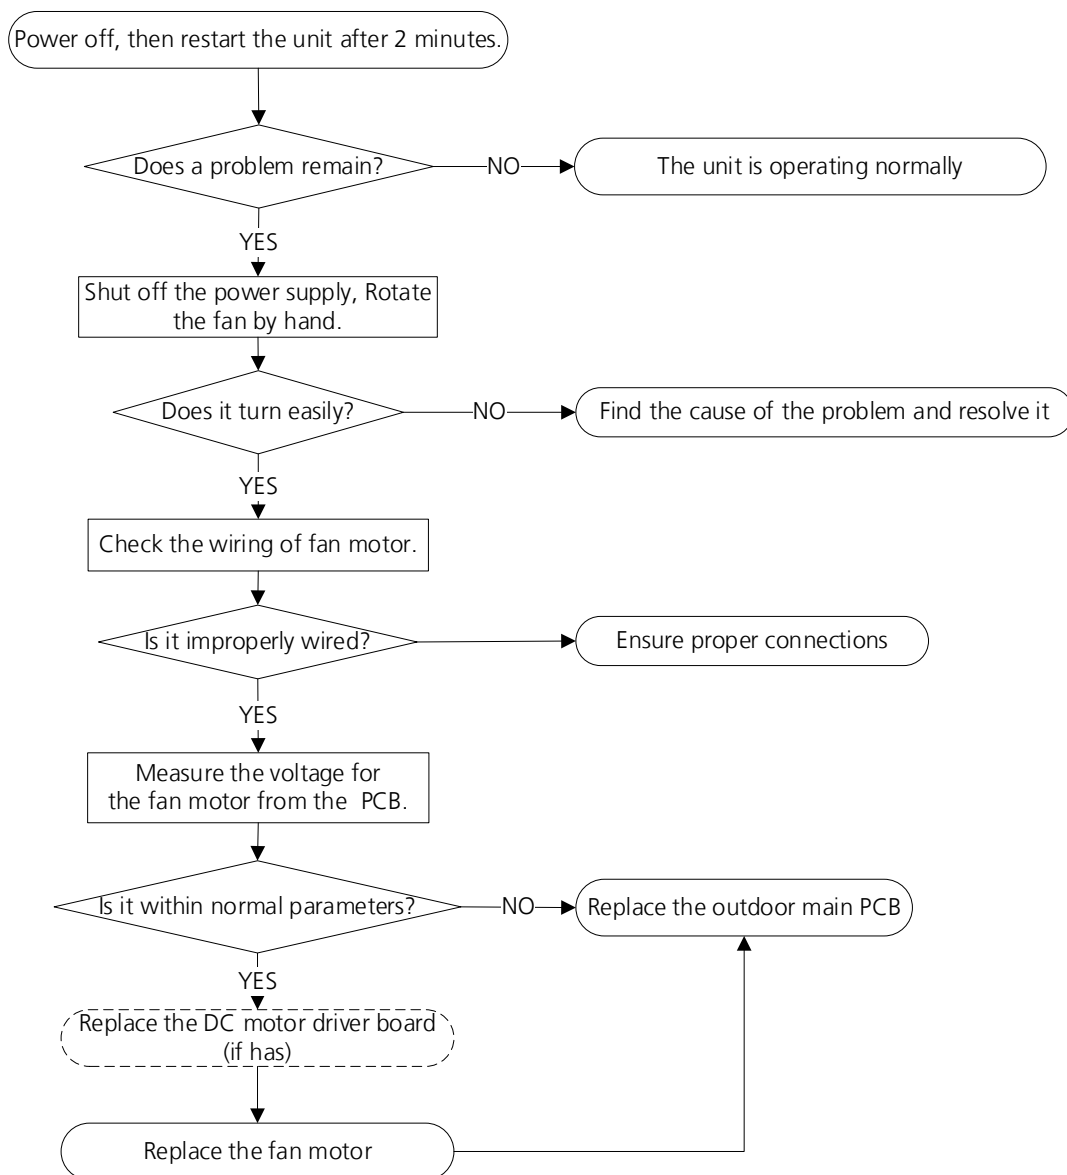 Power off, then restart the unit after 2 minutes.
Does a problem remain?
NO
The unit is operating normally
YES
Shut off the power supply, Rotate
the fan by hand.
Does it turn easily?
NO
Find the cause of the problem and resolve it
YES
Check the wiring of fan motor.
Is it improperly wired?
Ensure proper connections
YES
Measure the voltage for
the fan motor from the PCB.
Is it within normal parameters?
NO
Replace the outdoor main PCB
YES
Replace the DC motor driver board
(if has)
Replace the fan motor